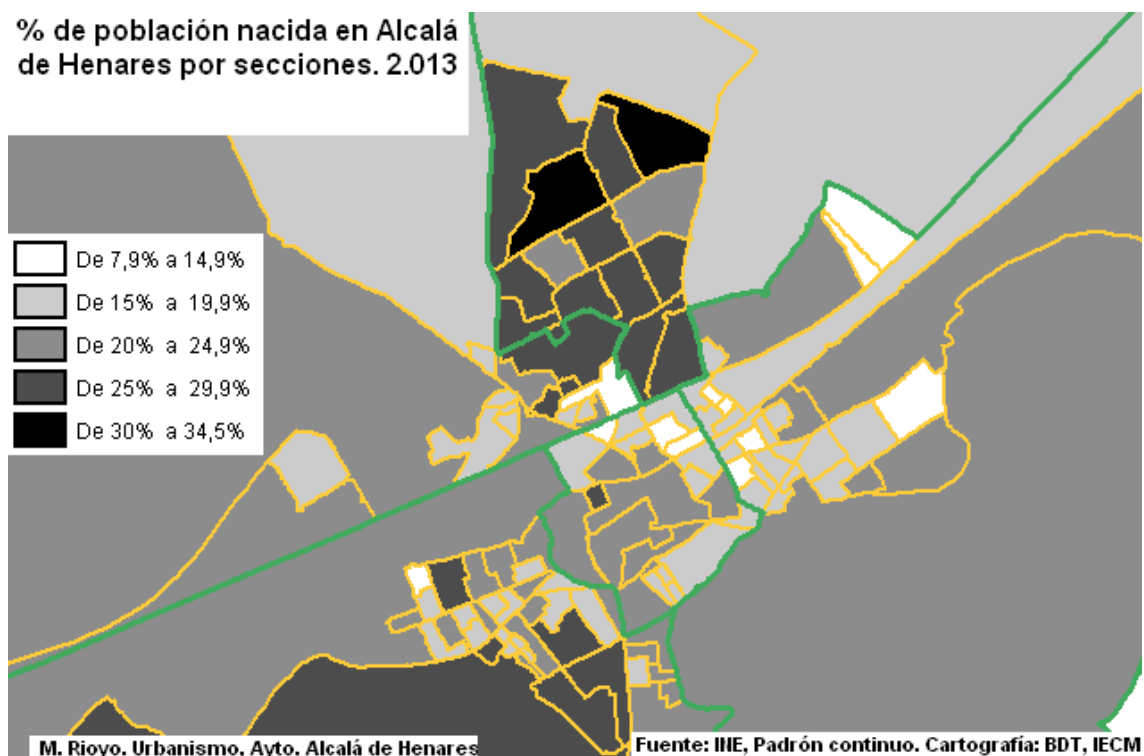 % de población nacida en Alcalá
de Henares por secciones. 2.013
De 7,9% a 14,9%
De 15% a 19,9%
De 20% a 24,9%
De 25% a 29,9%
De 30% a 34,5%
M. Rioyo. Urbanismo. Ayto. Alcalá de Henares
Fuente: INE, Padrón continuo. Cartografía: BDT, IECM